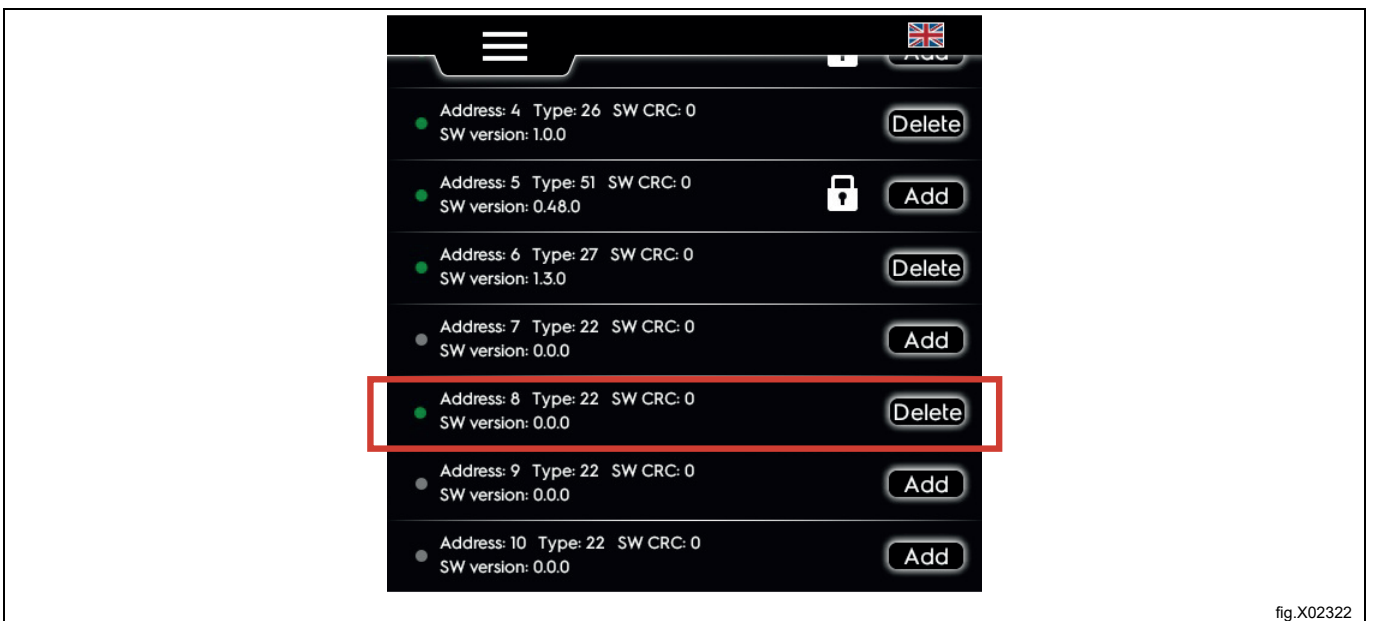 Add
Address: 4 Type: 26 SW CRC: 0
SW version: 1.0.0
Delete
Address: 5 Type: 51 SW CRC: 0
SW version: 0.48.0
Add
Address: 6 Type: 27 SW CRC: 0
SW version: 1.3.0
Delete
Address: 7 Type: 22 SW CRC: 0
SW version: 0.0.0
Add
Address: 8 Type: 22 SW CRC: 0
SW version: 0.0.0
Delete
Address: 9 Type: 22 SW CRC: 0
SW version: 0.0.0
Add
Address: 10 Type: 22 SW CRC: 0
SW version: 0.0.0
Add
fig.X02322